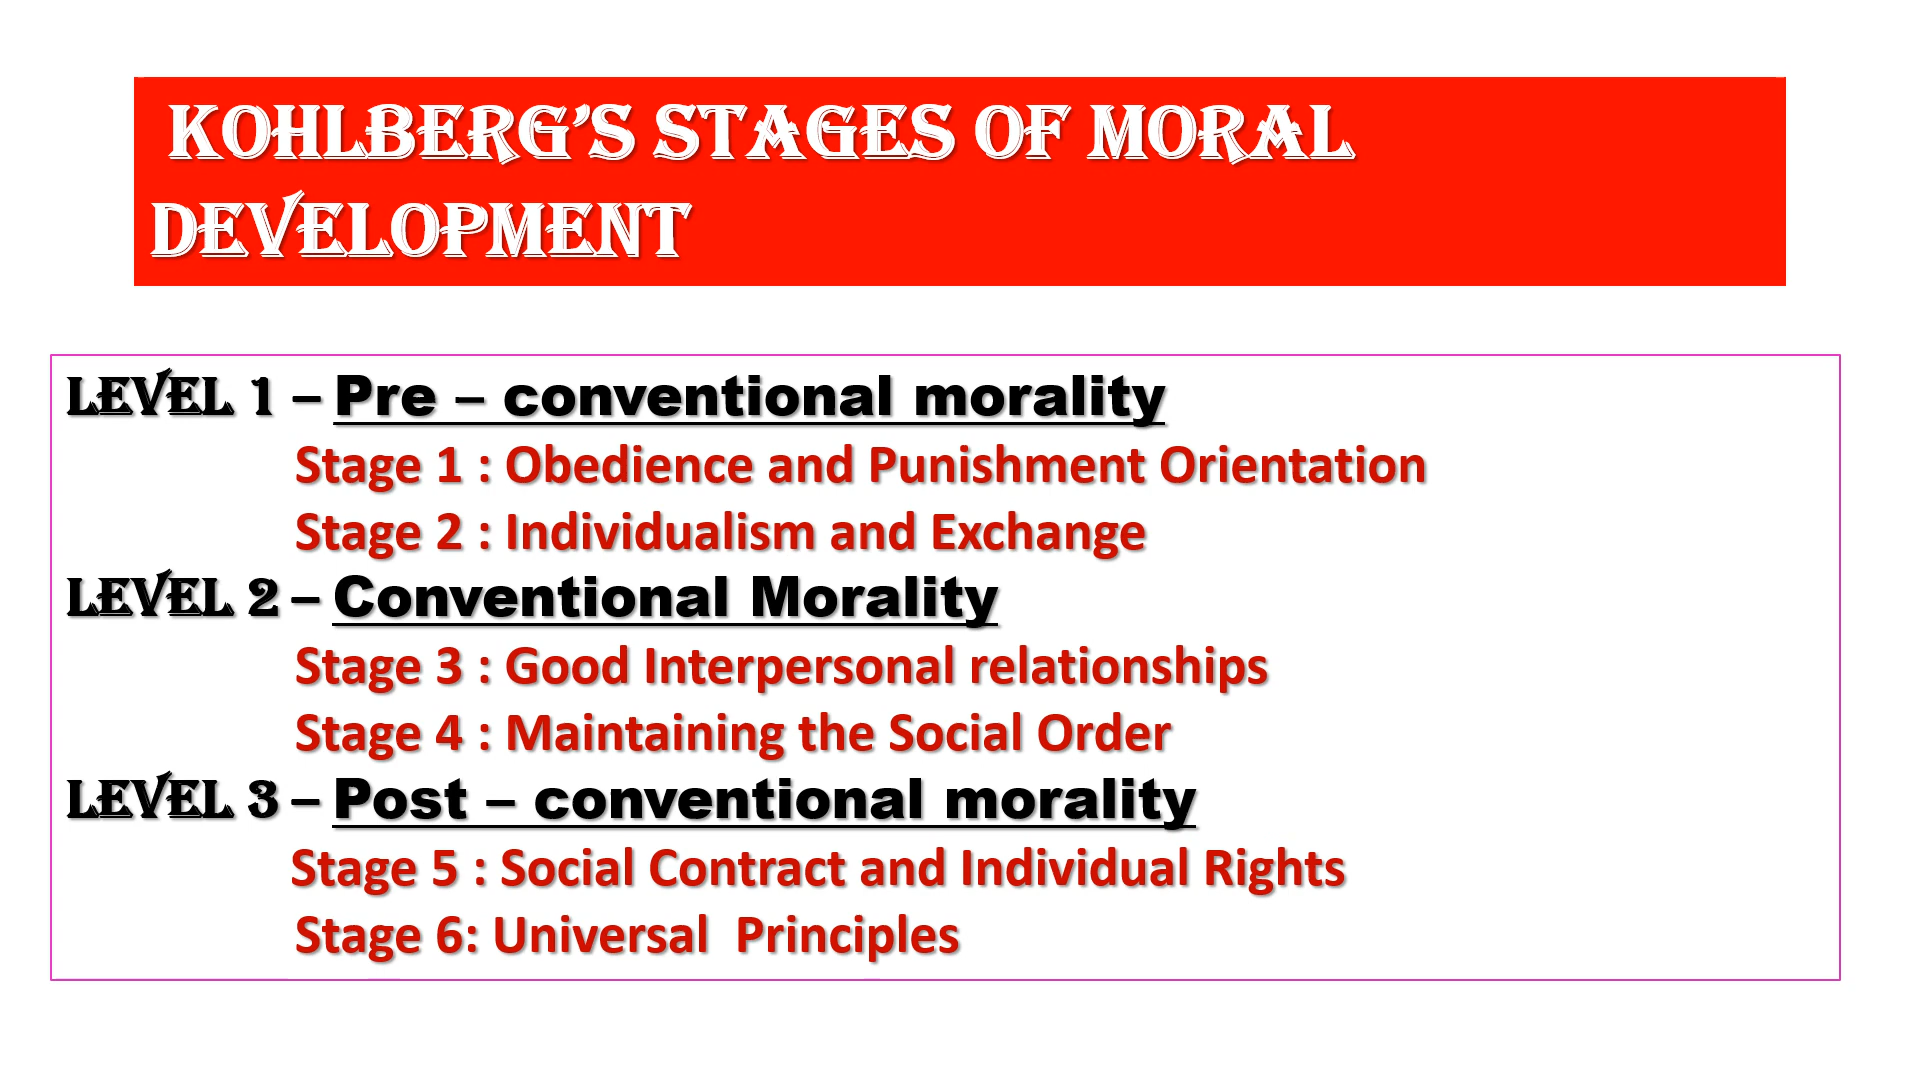 KOHLBERG’S STAGES OF MORAL
DEVELOPMENT
LEVEL 1 – Pre – conventional morality
Stage 1 : Obedience and Punishment Orientation
Stage 2 : Individualism and Exchange
LEVEL 2 – Conventional Morality
Stage 3 : Good Interpersonal relationships
Stage 4 : Maintaining the Social Order
LEVEL 3 – Post – conventional morality
Stage 5 : Social Contract and Individual Rights
Stage 6: Universal  Principles